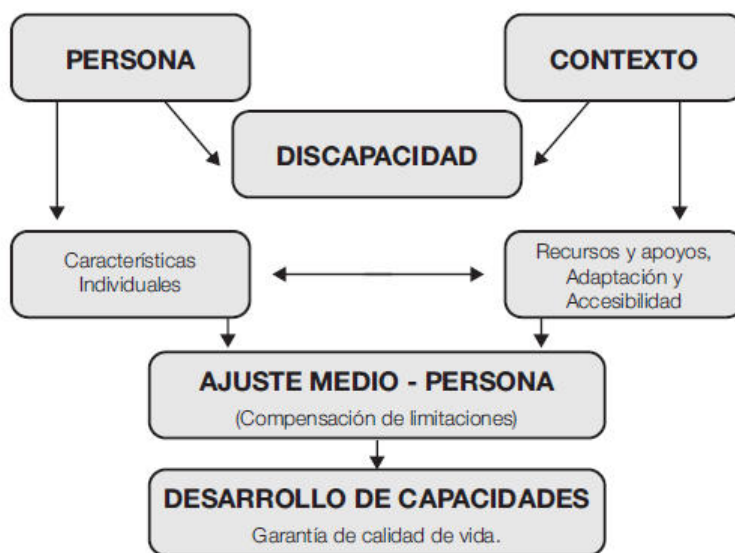 PERSONA
CONTEXTO
DISCAPACIDAD
Características
Individuales
Recursos y apoyos,
Adaptación y
Accesibilidad
AJUSTE MEDIO - PERSONA
(Compensación de limitaciones)
DESARROLLO DE CAPACIDADES
Garantía de calidad de vida.